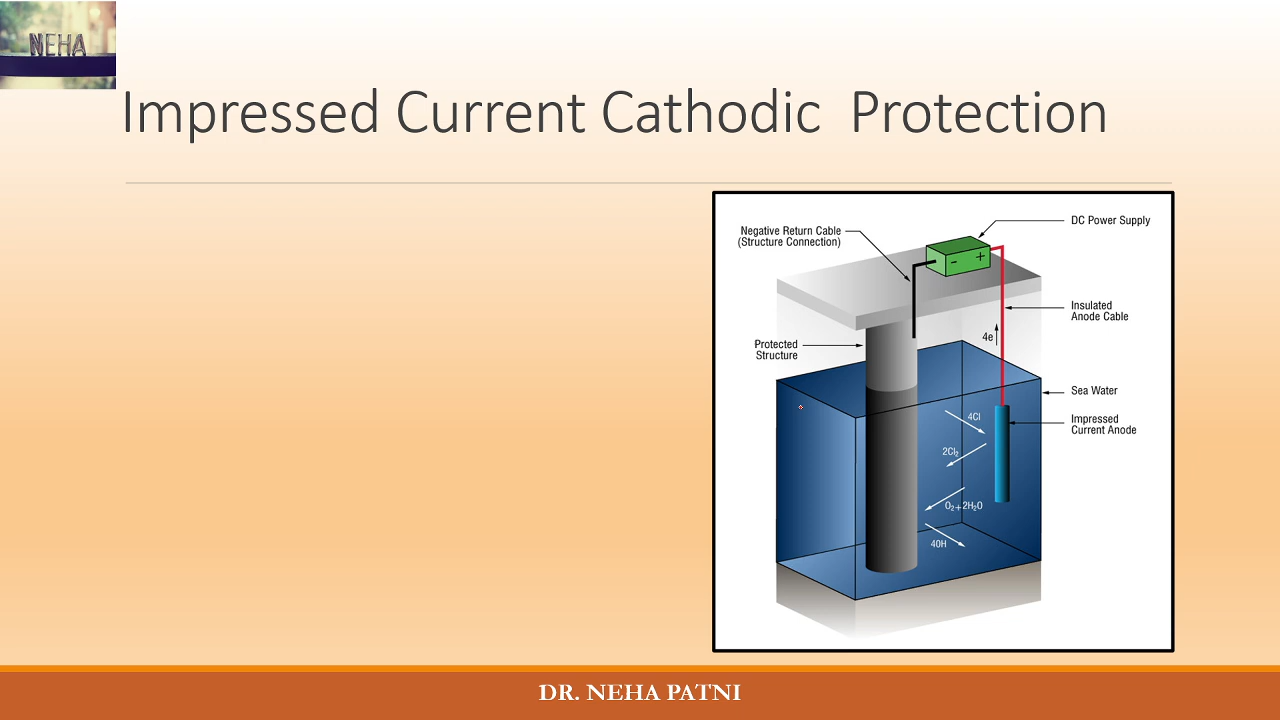 NEHA
Impressed Current Cathodic Protection
Negative Return Cable
(Structure Connection)
DC Power Supply
- +
Insulated
Anode Cable
4e
Protected
Structure
Sea Water
Impressed
Current Anode
4Cl
2Cl₂
O₂+2H₂O
4OH
DR. NEHA PATNI